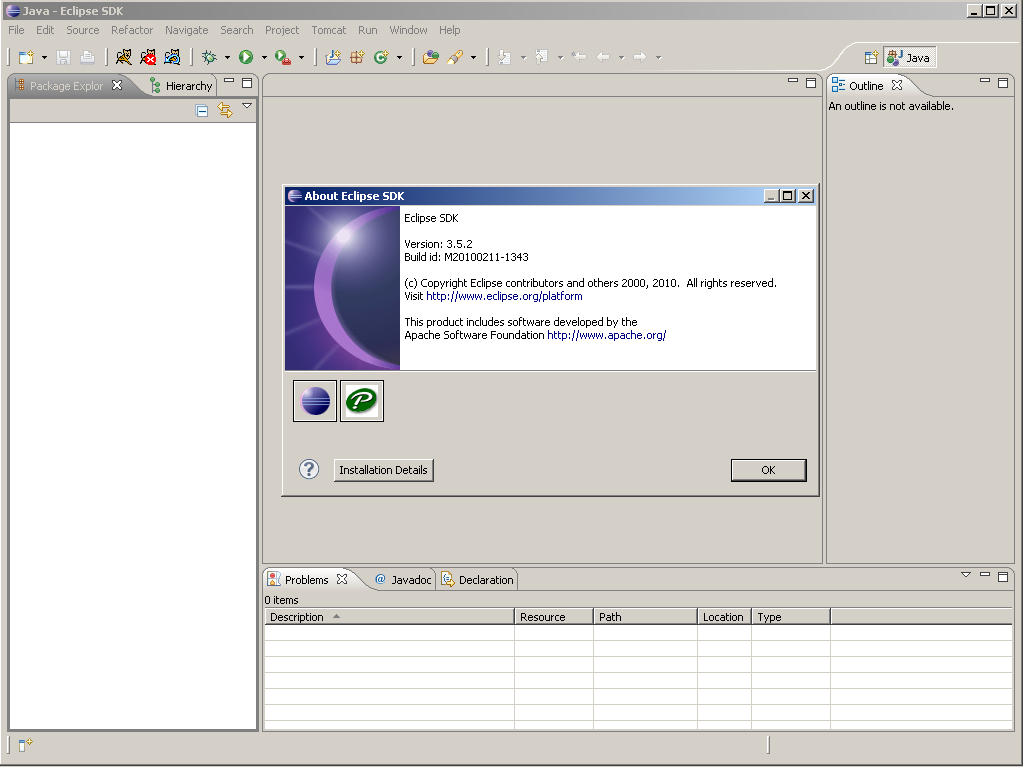 Java - Eclipse SDK
File Edit Source Refactor Navigate Search Project Tomcat Run Window Help
Java
Package Explor
Hierarchy
Outline
An outline is not available.
About Eclipse SDK
Eclipse SDK
Version: 3.5.2
Build id: M20100211-1343
(c) Copyright Eclipse contributors and others 2000, 2010.  All rights reserved.
Visit http://www.eclipse.org/platform
This product includes software developed by the
Apache Software Foundation http://www.apache.org/
P
?
Installation Details
OK
Problems
@ Javadoc
Declaration
0 items
Description Resource Path Location Type